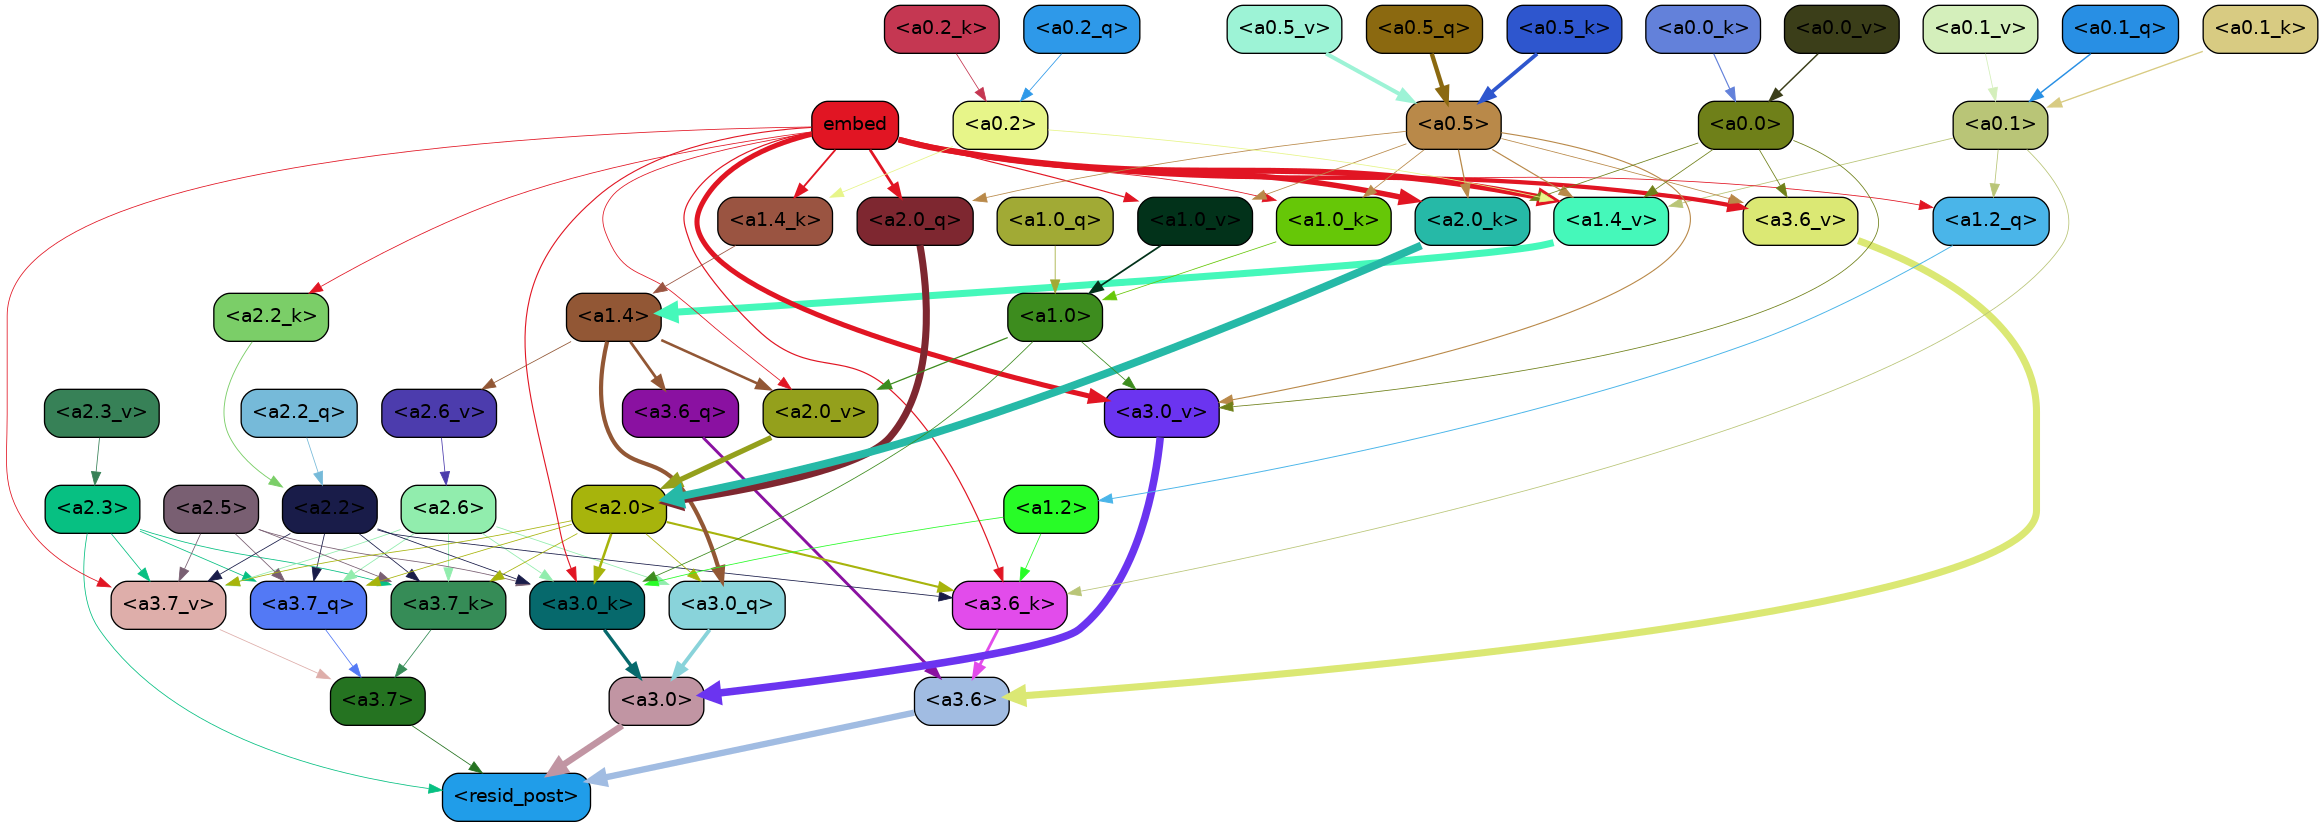 <a0.2_k>
<a0.2_q>
<a0.5_v>
<a0.5_q>
<a0.5_k>
<a0.0_k>
<a0.0_v>
<a0.1_v>
<a0.1_q>
<a0.1_k>
embed
<a0.2>
<a0.5>
<a0.0>
<a0.1>
<a1.4_k>
<a2.0_q>
<a1.0_q>
<a1.0_v>
<a1.0_k>
<a2.0_k>
<a1.4_v>
<a3.6_v>
<a1.2_q>
<a2.2_k>
<a1.4>
<a1.0>
<a2.3_v>
<a2.2_q>
<a2.6_v>
<a3.6_q>
<a2.0_v>
<a3.0_v>
<a2.3>
<a2.5>
<a2.2>
<a2.6>
<a2.0>
<a1.2>
<a3.7_v>
<a3.7_q>
<a3.7_k>
<a3.0_k>
<a3.0_q>
<a3.6_k>
<a3.7>
<a3.0>
<a3.6>
<resid_post>